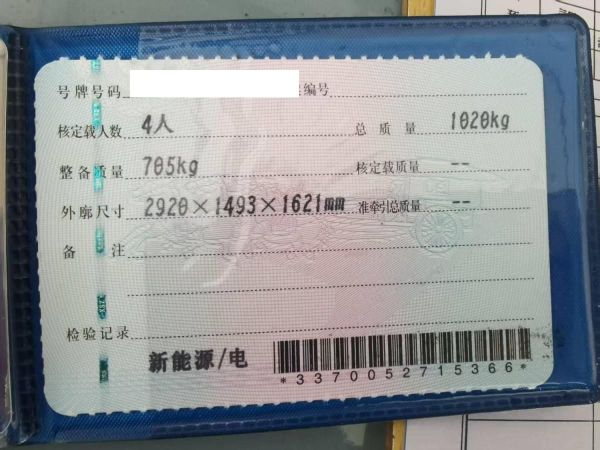 号牌号码 编号
核定载人数 4人 总质量 1020kg
整备质量 705kg 核定载质量 --
外廓尺寸 2920×1493×1621mm 准牵引总质量 --
备注
检验记录
新能源/电
*3370052715366*